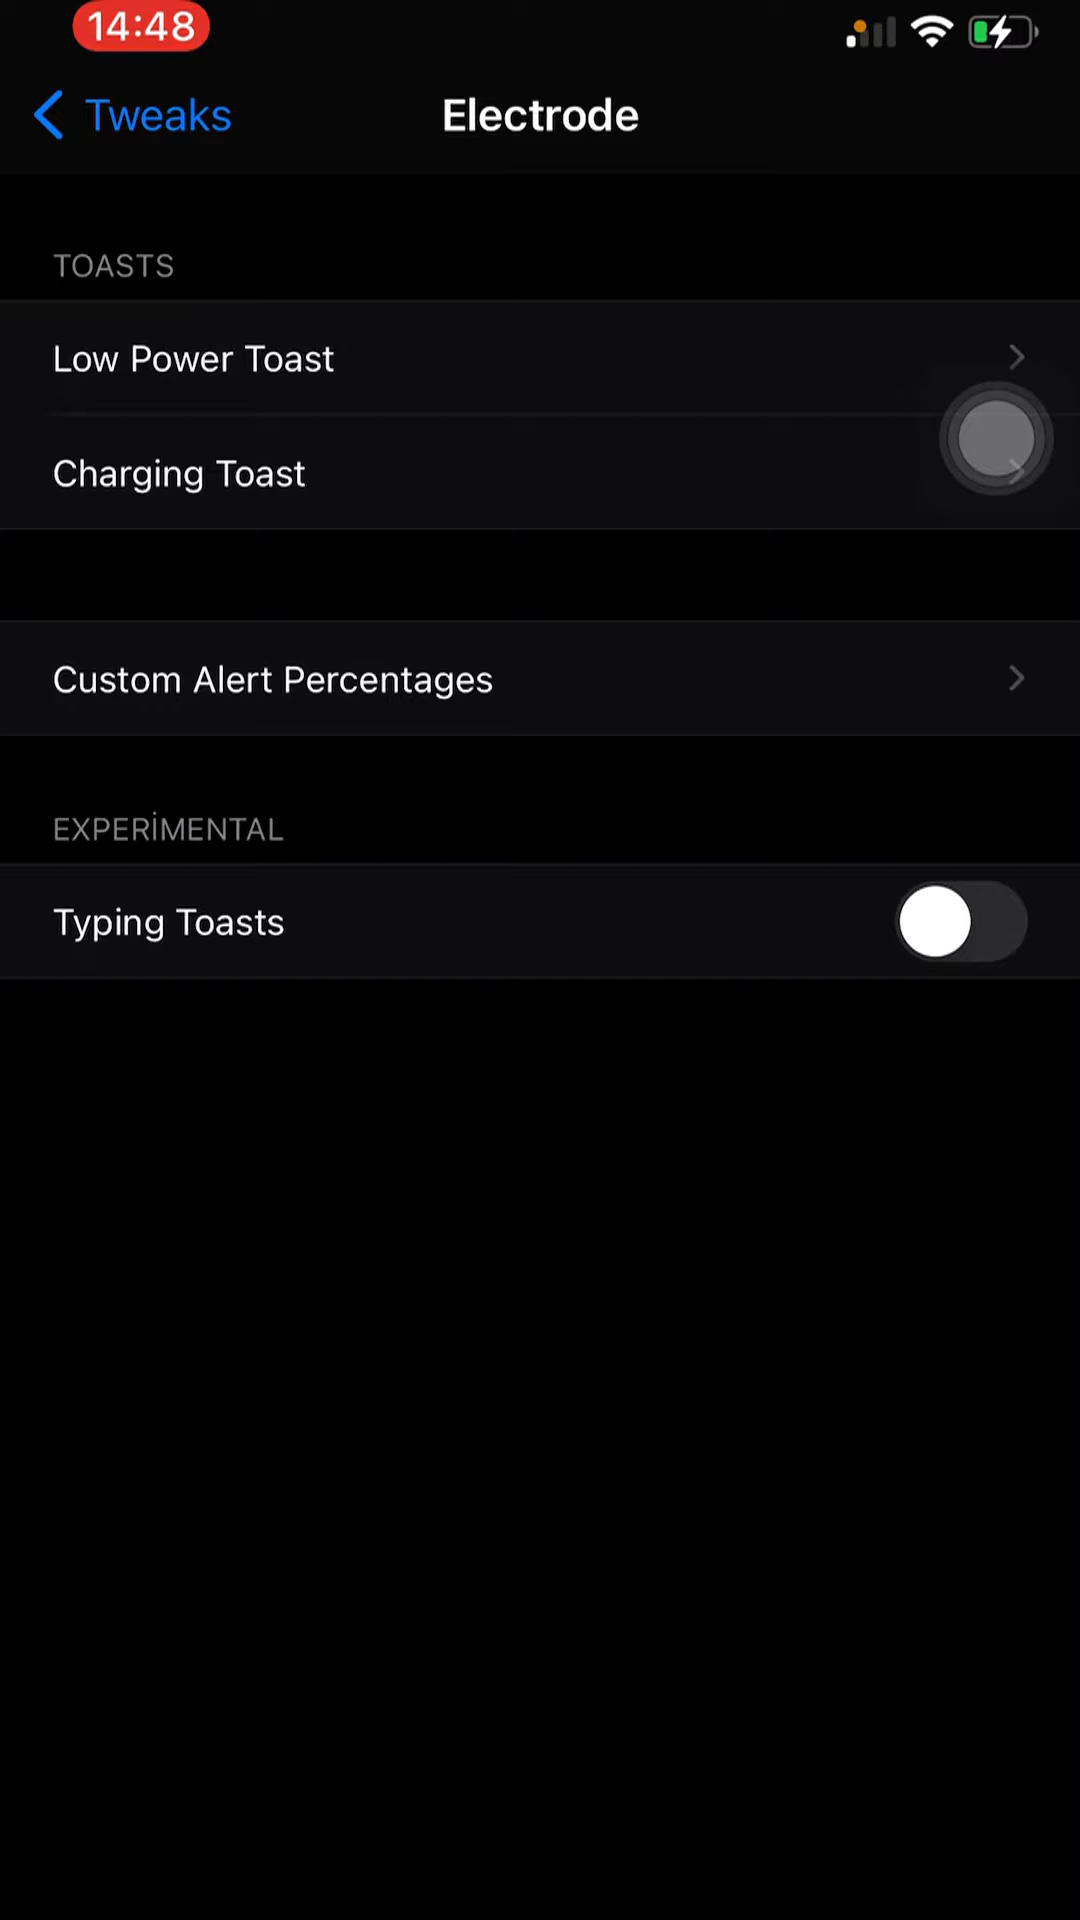 14:48
Tweaks
Electrode
TOASTS
Low Power Toast
Charging Toast
Custom Alert Percentages
EXPERİMENTAL
Typing Toasts